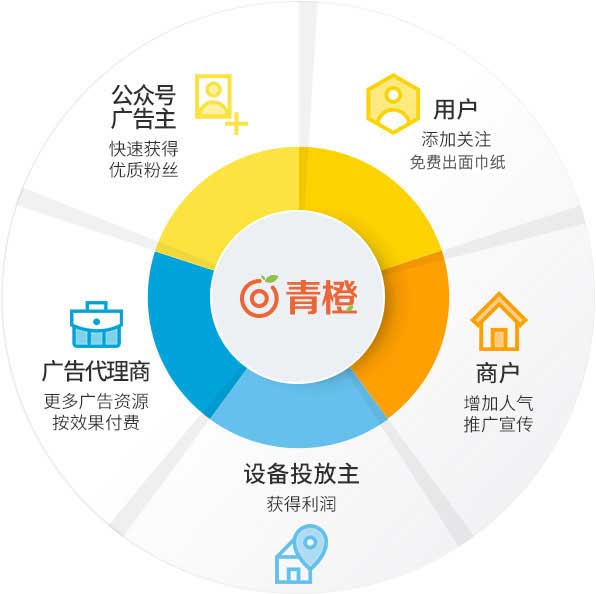 公众号
广告主
快速获得
优质粉丝
用户
添加关注
免费出面巾纸
青橙
广告代理商
更多广告资源
按效果付费
商户
增加人气
推广宣传
设备投放主
获得利润